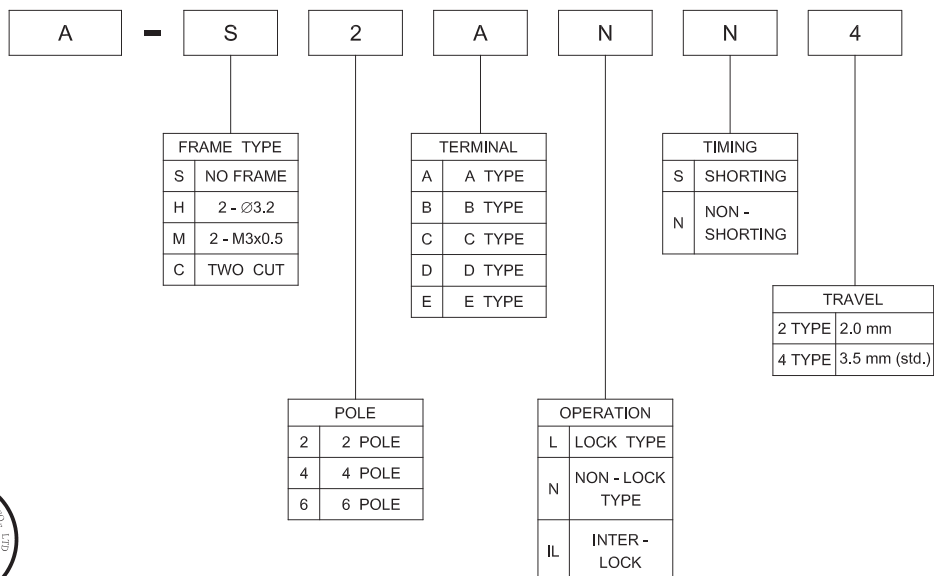 A - S 2 A N N 4
FRAME TYPE
S NO FRAME
H 2 - Ø3.2
M 2 - M3x0.5
C TWO CUT
TERMINAL
A A TYPE
B B TYPE
C C TYPE
D D TYPE
E E TYPE
TIMING
S SHORTING
N NON -
SHORTING
TRAVEL
2 TYPE 2.0 mm
4 TYPE 3.5 mm (std.)
POLE
2 2 POLE
4 4 POLE
6 6 POLE
OPERATION
L LOCK TYPE
N NON - LOCK
TYPE
IL INTER -
LOCK
LTD